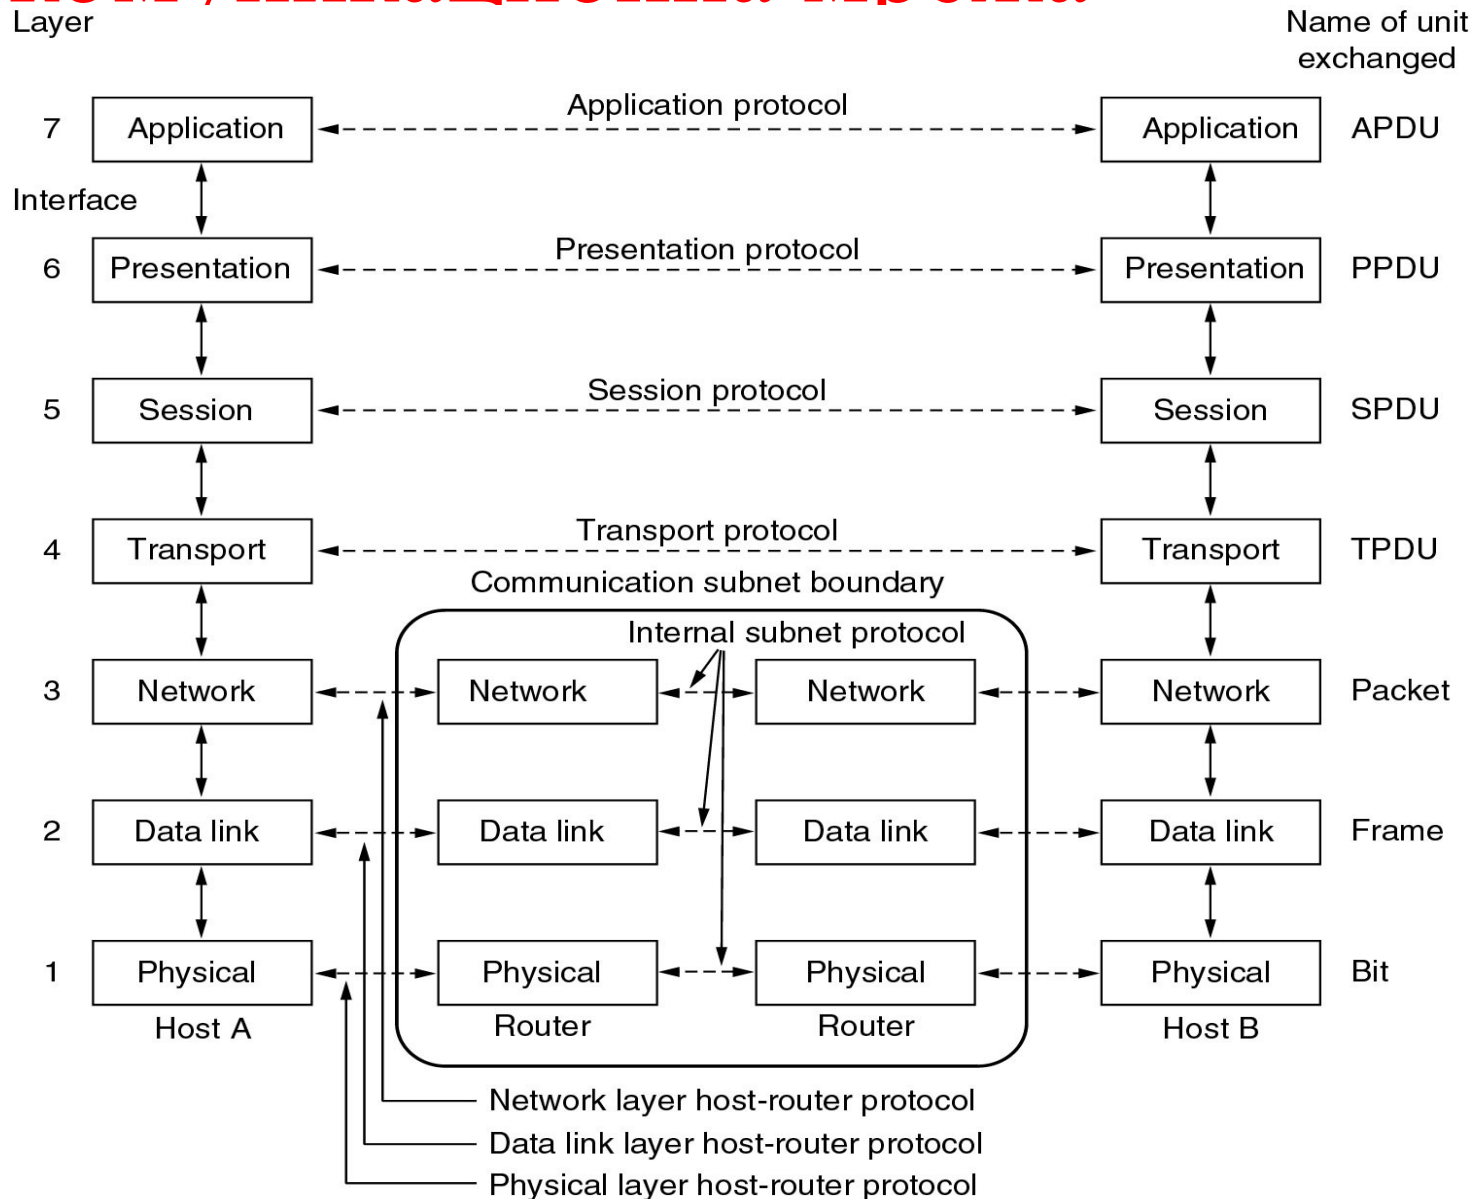 Layer
Name of unit
exchanged
7 Application Application protocol Application APDU
Interface
6 Presentation Presentation protocol Presentation PPDU
5 Session Session protocol Session SPDU
4 Transport Transport protocol Transport TPDU
Communication subnet boundary
Internal subnet protocol
3 Network Network Network Network Packet
2 Data link Data link Data link Data link Frame
1 Physical Physical Physical Physical Bit
Host A Router Router Host B
Network layer host-router protocol
Data link layer host-router protocol
Physical layer host-router protocol